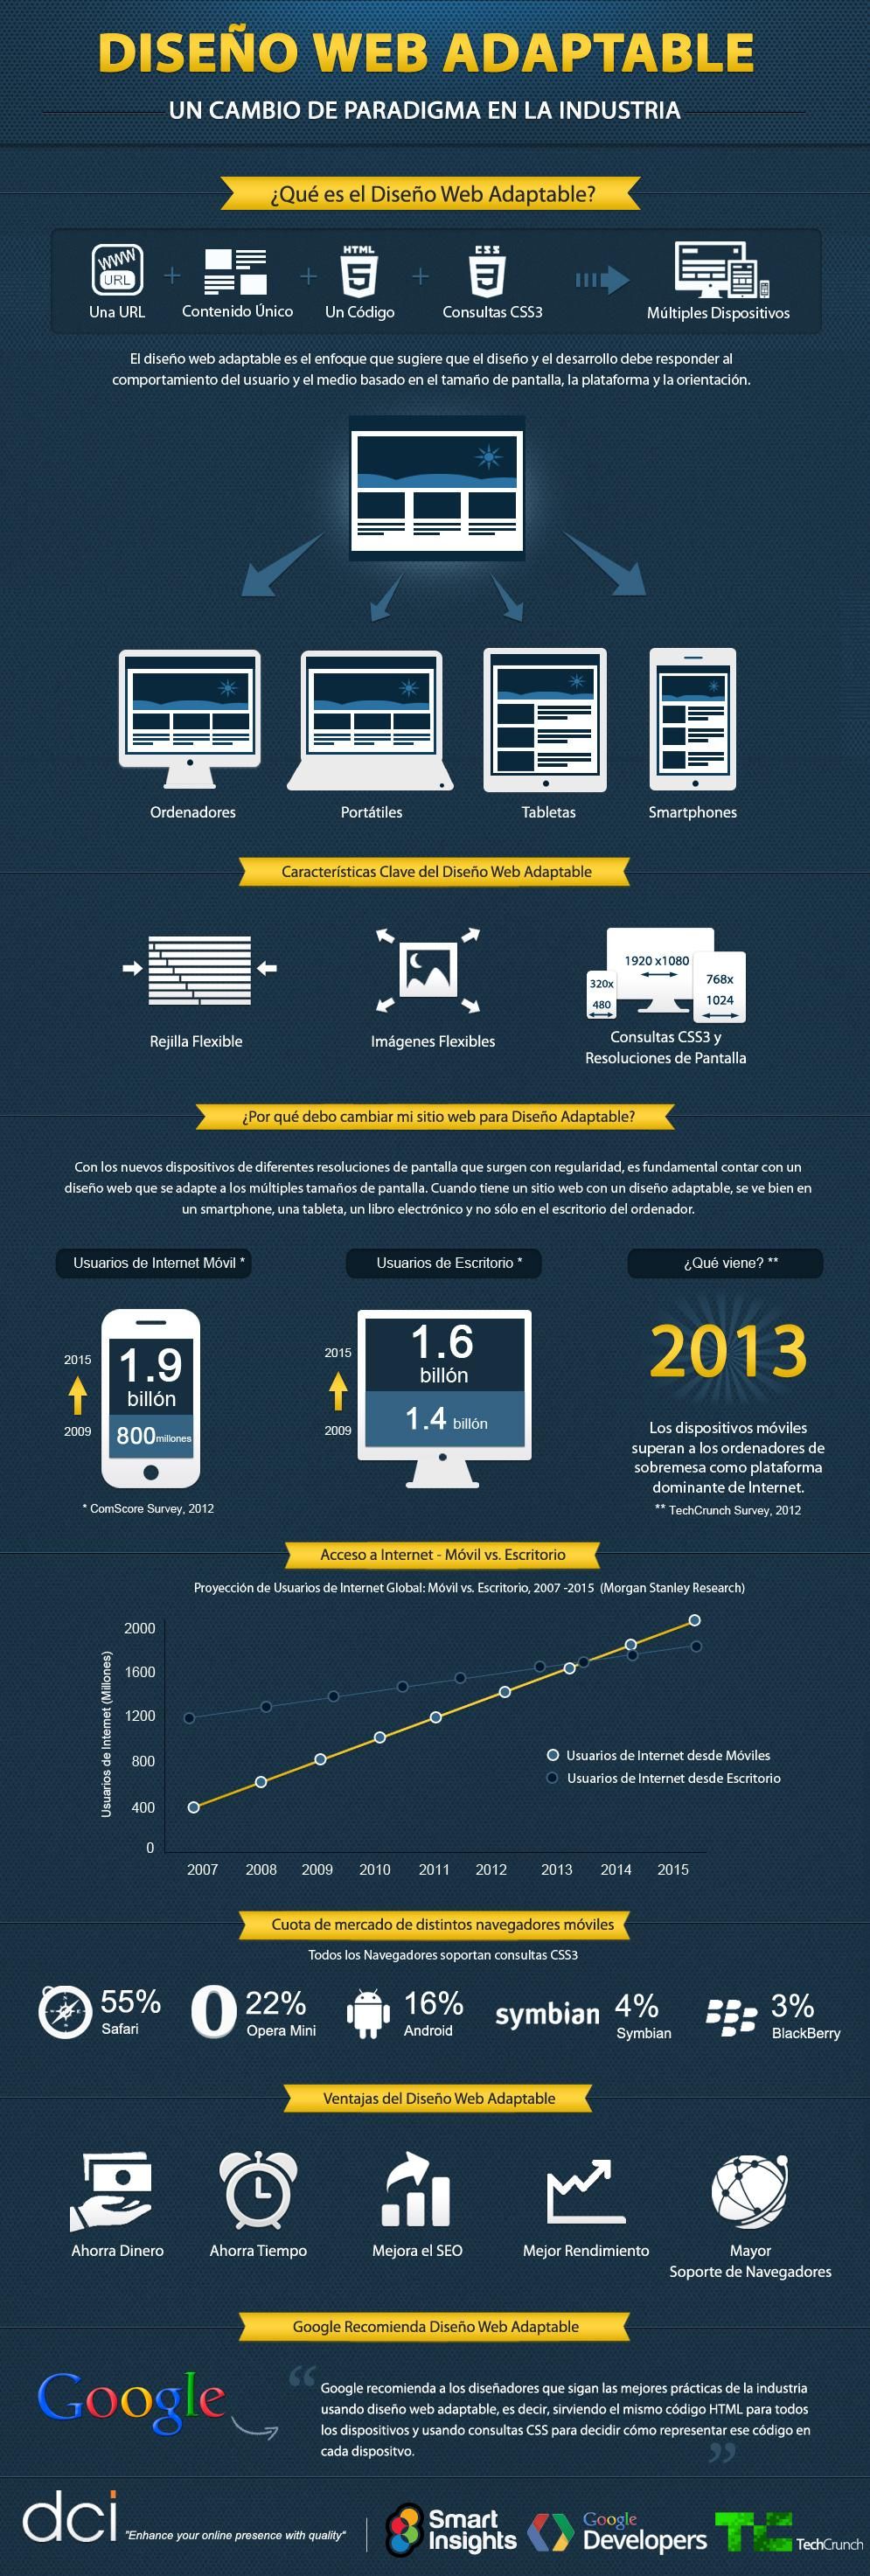 DISEÑO WEB ADAPTABLE
UN CAMBIO DE PARADIGMA EN LA INDUSTRIA
¿Qué es el Diseño Web Adaptable?
WWW
URL
HTML
5
CSS
3
Una URL
+
Contenido Único
+
Un Código
+
Consultas CSS3
Múltiples Dispositivos
El diseño web adaptable es el enfoque que sugiere que el diseño y el desarrollo debe responder al
comportamiento del usuario y el medio basado en el tamaño de pantalla, la plataforma y la orientación.
Ordenadores
Portátiles
Tabletas
Smartphones
Características Clave del Diseño Web Adaptable
Rejilla Flexible
Imágenes Flexibles
1920 x1080
320x
480
768x
1024
Consultas CSS3 y
Resoluciones de Pantalla
¿Por qué debo cambiar mi sitio web para Diseño Adaptable?
Con los nuevos dispositivos de diferentes resoluciones de pantalla que surgen con regularidad, es fundamental contar con un
diseño web que se adapte a los múltiples tamaños de pantalla. Cuando tiene un sitio web con un diseño adaptable, se ve bien en
un smartphone, una tableta, un libro electrónico y no sólo en el escritorio del ordenador.
Usuarios de Internet Móvil *
2015
2009
1.9
billón
800 millones
* ComScore Survey, 2012
Usuarios de Escritorio *
2015
2009
1.6
billón
1.4 billón
¿Qué viene? **
2013
Los dispositivos móviles
superan a los ordenadores de
sobremesa como plataforma
dominante de Internet.
** TechCrunch Survey, 2012
Acceso a Internet - Móvil vs. Escritorio
Proyección de Usuarios de Internet Global: Móvil vs. Escritorio, 2007 -2015 (Morgan Stanley Research)
Usuarios de Internet (Millones)
2000
1600
1200
800
400
0
Usuarios de Internet desde Móviles
Usuarios de Internet desde Escritorio
2007 2008 2009 2010 2011 2012 2013 2014 2015
Cuota de mercado de distintos navegadores móviles
Todos los Navegadores soportan consultas CSS3
55%
Safari
22%
Opera Mini
16%
Android
symbian
4%
Symbian
3%
BlackBerry
Ventajas del Diseño Web Adaptable
Ahorra Dinero
Ahorra Tiempo
Mejora el SEO
Mejor Rendimiento
Mayor
Soporte de Navegadores
Google Recomienda Diseño Web Adaptable
Google
“
Google recomienda a los diseñadores que sigan las mejores prácticas de la industria
usando diseño web adaptable, es decir, sirviendo el mismo código HTML para todos
los dispositivos y usando consultas CSS para decidir cómo representar ese código en
cada dispositvo.
”
dci
"Enhance your online presence with quality"
Smart
Insights
Google
Developers
TC
TechCrunch